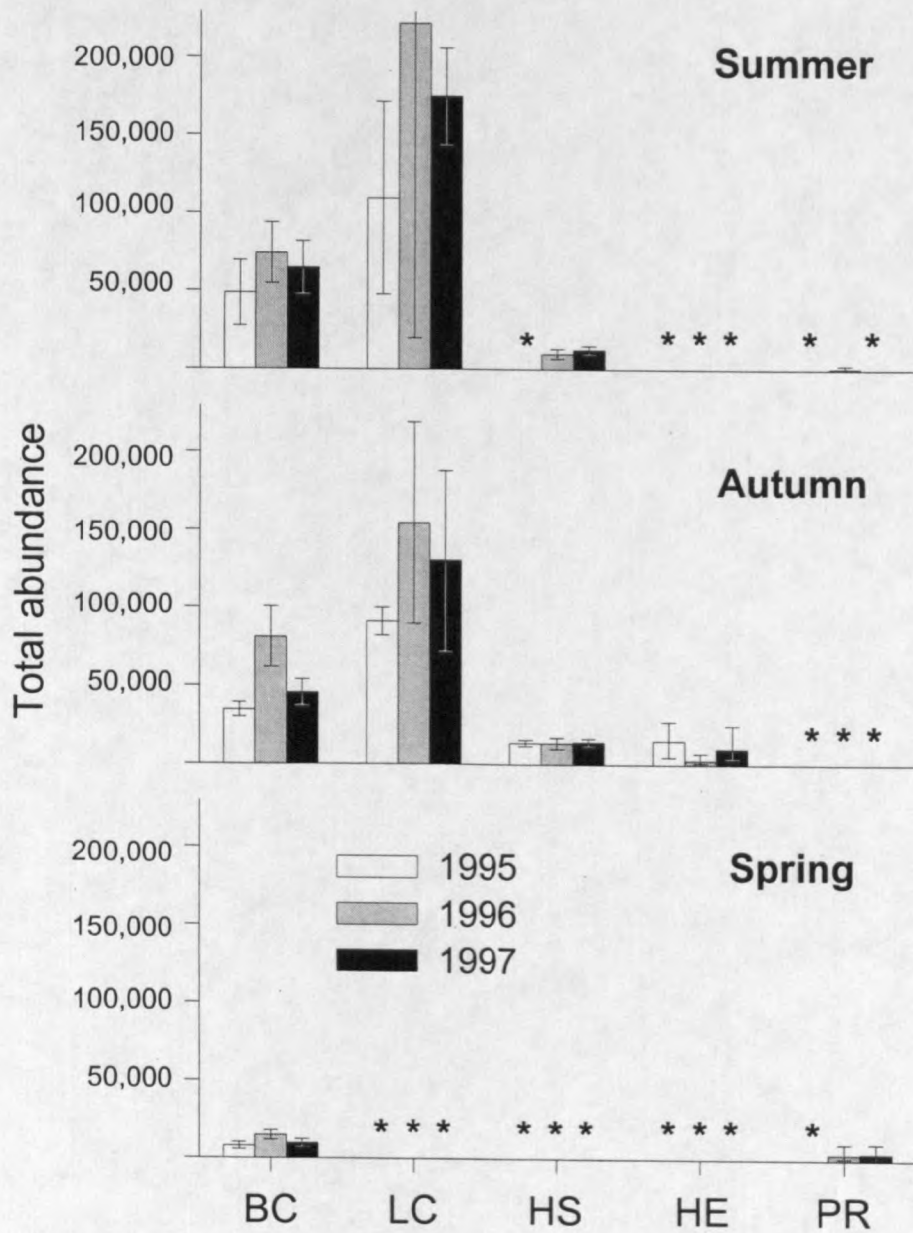 Total abundance
Summer
200,000
150,000
100,000
50,000
* * * * * *
Autumn
200,000
150,000
100,000
50,000
* * *
Spring
200,000
150,000
100,000
50,000
1995
1996
1997
* * * * * * * * * *
BC LC HS HE PR